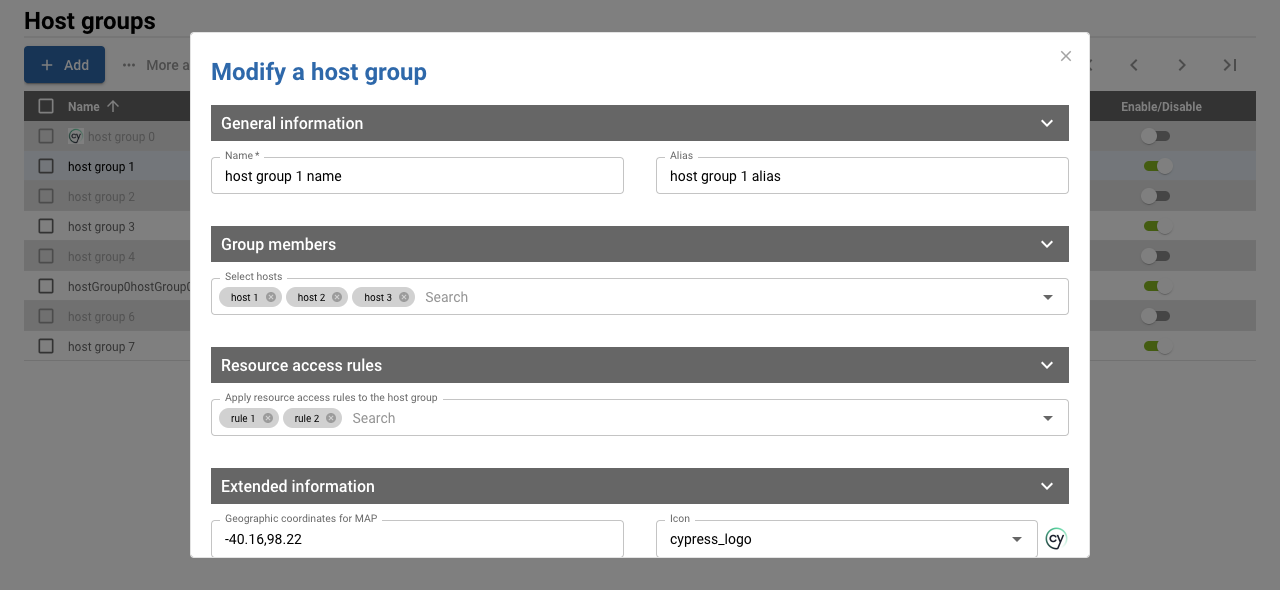 Host groups
Add
More a
Name
Enable/Disable
cy host group 0
host group 1
host group 2
host group 3
host group 4
hostGroup0hostGroup0
host group 6
host group 7
Modify a host group
General information
Name *
host group 1 name
Alias
host group 1 alias
Group members
Select hosts
host 1 host 2 host 3 Search
Resource access rules
Apply resource access rules to the host group
rule 1 rule 2 Search
Extended information
Geographic coordinates for MAP
-40.16,98.22
Icon
cypress_logo
cy